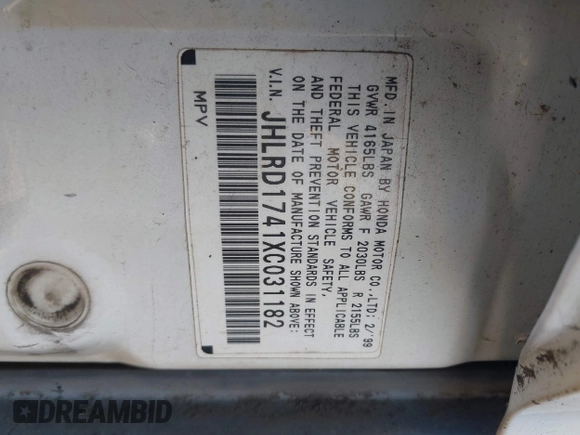 MFD. IN JAPAN BY HONDA MOTOR CO.,LTD; 2/'99
GVWR 4165LBS GAWR F 2030LBS R 2155LBS
THIS VEHICLE CONFORMS TO ALL APPLICABLE
FEDERAL MOTOR VEHICLE SAFETY,
AND THEFT PREVENTION STANDARDS IN EFFECT
ON THE DATE OF MANUFACTURE SHOWN ABOVE:
V.I.N. JHLRD1741XC031182
MPV
DREAMBID